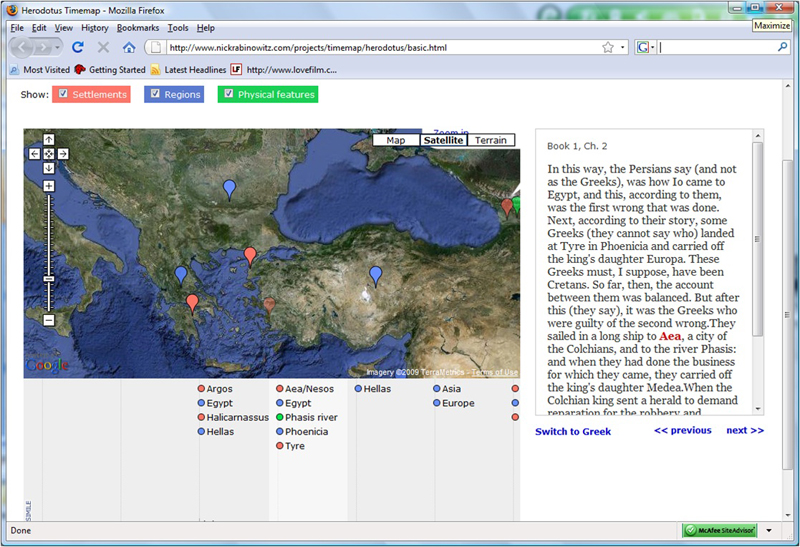 Herodotus Timemap - Mozilla Firefox
Maximize
File Edit View History Bookmarks Tools Help
http://www.nickrabinowitz.com/projects/timemap/herodotus/basic.html
G
Most Visited Getting Started Latest Headlines LF http://www.lovefilm.c...
Show: Settlements Regions Physical features
Zoom in
Map Satellite Terrain
Google
Imagery ©2009 TerraMetrics - Terms of Use
Argos Aea/Nesos Hellas Asia
Egypt Egypt Europe
Halicarnassus Phasis river
Hellas Phoenicia
Tyre
SIMILE
Book 1, Ch. 2
In this way, the Persians say (and not
as the Greeks), was how Io came to
Egypt, and this, according to them,
was the first wrong that was done.
Next, according to their story, some
Greeks (they cannot say who) landed
at Tyre in Phoenicia and carried off
the king's daughter Europa. These
Greeks must, I suppose, have been
Cretans. So far, then, the account
between them was balanced. But after
this (they say), it was the Greeks who
were guilty of the second wrong.They
sailed in a long ship to Aea, a city of
the Colchians, and to the river Phasis:
and when they had done the business
for which they came, they carried off
the king's daughter Medea.When the
Colchian king sent a herald to demand
reparation for the robbery and
Switch to Greek << previous next >>
Done
McAfee SiteAdvisor